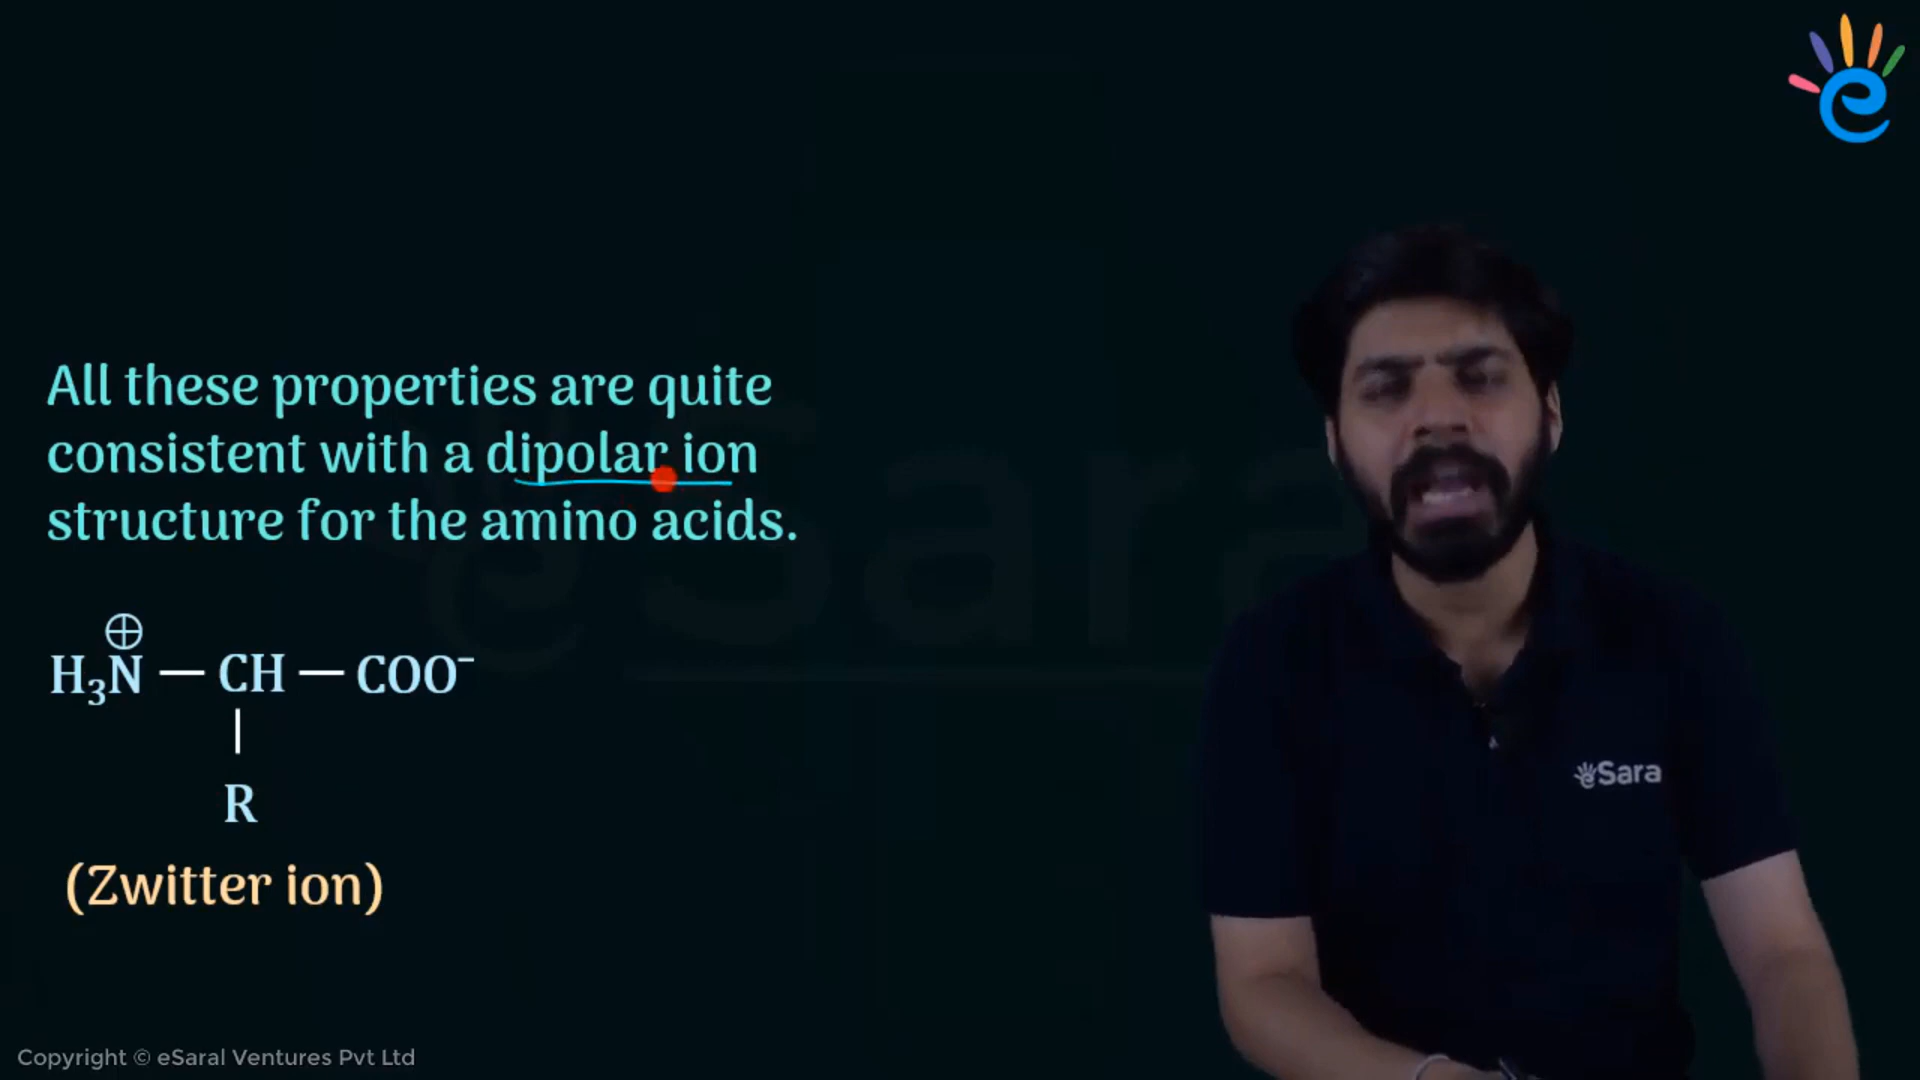 All these properties are quite
consistent with a dipolar ion
structure for the amino acids.
⊕
H₃N — CH — COO⁻
|
R
(Zwitter ion)
eSara
eSara
Copyright © eSaral Ventures Pvt Ltd